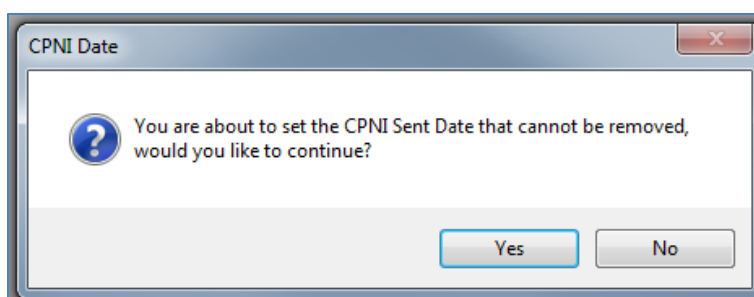 CPNI Date
You are about to set the CPNI Sent Date that cannot be removed,
would you like to continue?
Yes
No